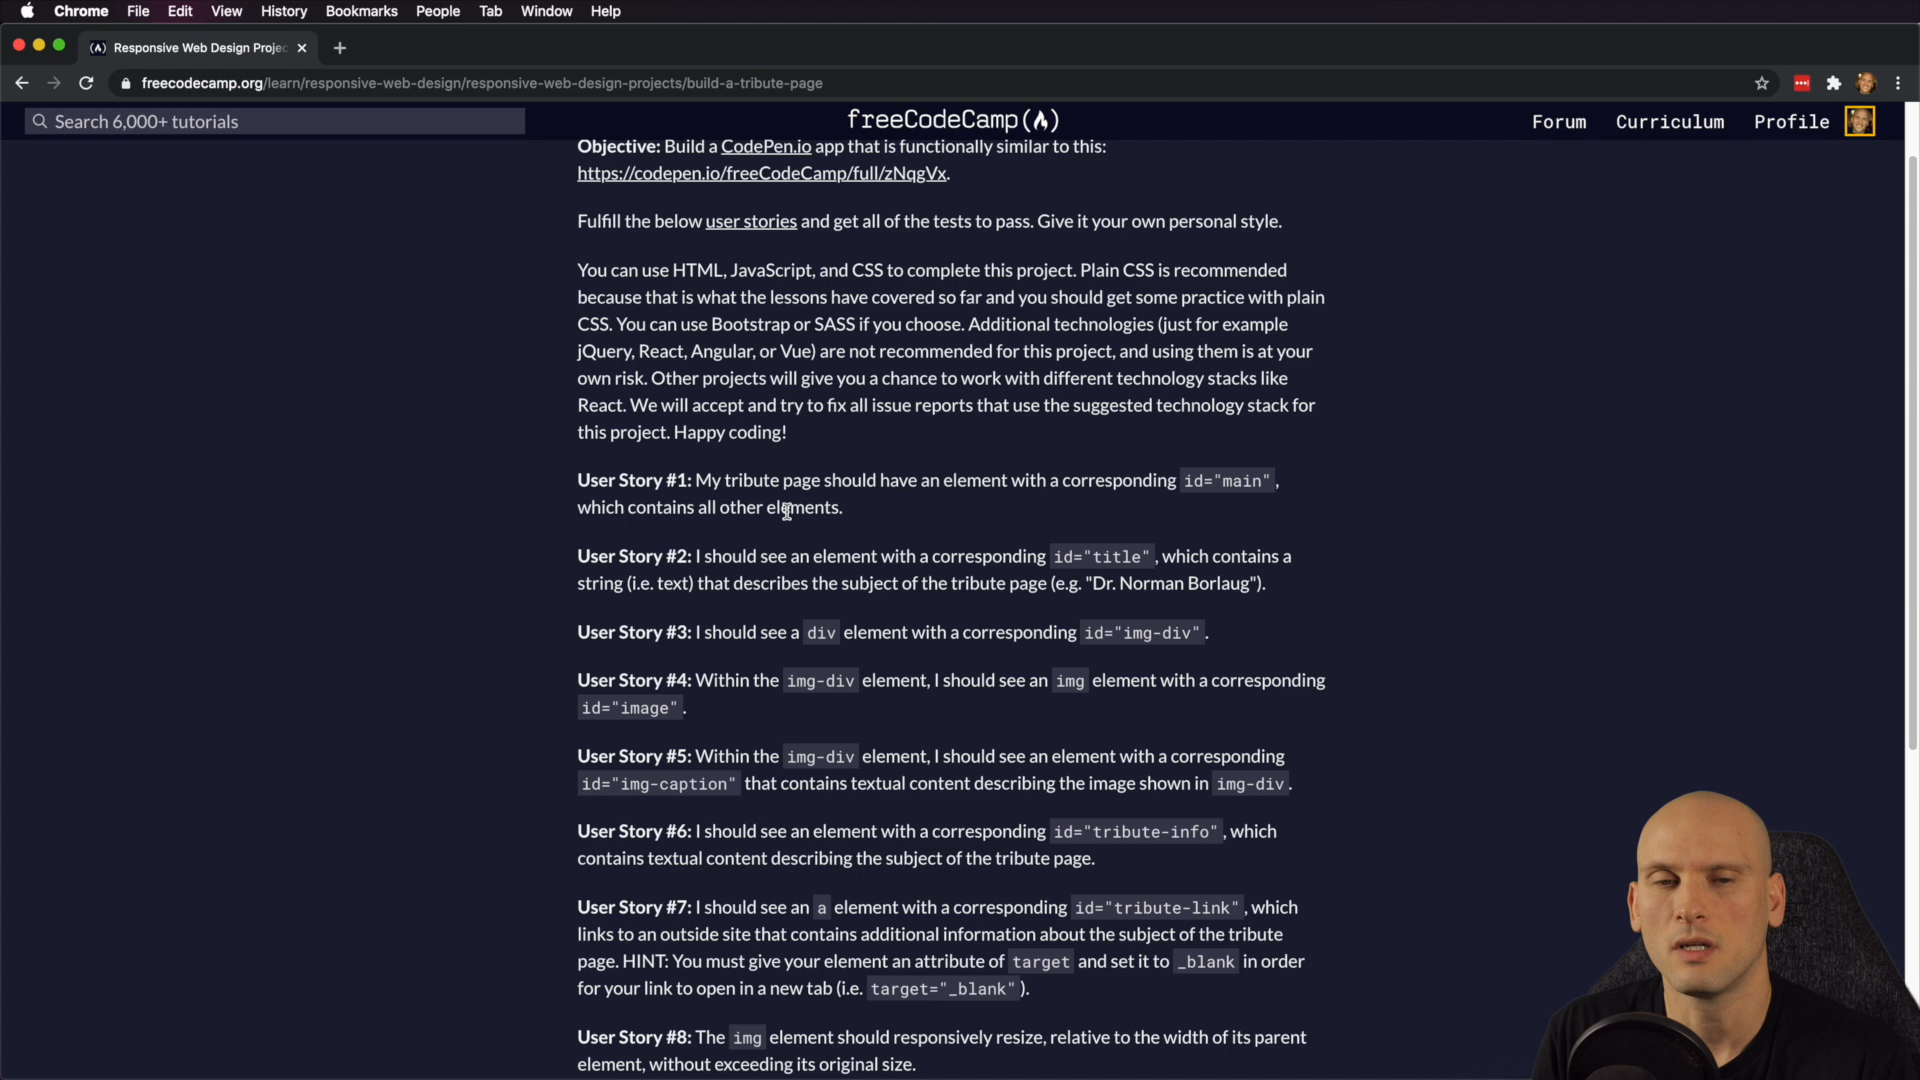 Chrome File Edit View History Bookmarks People Tab Window Help
Responsive Web Design Projec
freecodecamp.org/learn/responsive-web-design/responsive-web-design-projects/build-a-tribute-page
Search 6,000+ tutorials
freeCodeCamp
Forum Curriculum Profile
Objective: Build a CodePen.io app that is functionally similar to this:
https://codepen.io/freeCodeCamp/full/zNqgVx.
Fulfill the below user stories and get all of the tests to pass. Give it your own personal style.
You can use HTML, JavaScript, and CSS to complete this project. Plain CSS is recommended
because that is what the lessons have covered so far and you should get some practice with plain
CSS. You can use Bootstrap or SASS if you choose. Additional technologies (just for example
jQuery, React, Angular, or Vue) are not recommended for this project, and using them is at your
own risk. Other projects will give you a chance to work with different technology stacks like
React. We will accept and try to fix all issue reports that use the suggested technology stack for
this project. Happy coding!
User Story #1: My tribute page should have an element with a corresponding id="main",
which contains all other elements.
User Story #2: I should see an element with a corresponding id="title", which contains a
string (i.e. text) that describes the subject of the tribute page (e.g. "Dr. Norman Borlaug").
User Story #3: I should see a div element with a corresponding id="img-div".
User Story #4: Within the img-div element, I should see an img element with a corresponding
id="image".
User Story #5: Within the img-div element, I should see an element with a corresponding
id="img-caption" that contains textual content describing the image shown in img-div.
User Story #6: I should see an element with a corresponding id="tribute-info", which
contains textual content describing the subject of the tribute page.
User Story #7: I should see an a element with a corresponding id="tribute-link", which
links to an outside site that contains additional information about the subject of the tribute
page. HINT: You must give your element an attribute of target and set it to _blank in order
for your link to open in a new tab (i.e. target="_blank").
User Story #8: The img element should responsively resize, relative to the width of its parent
element, without exceeding its original size.